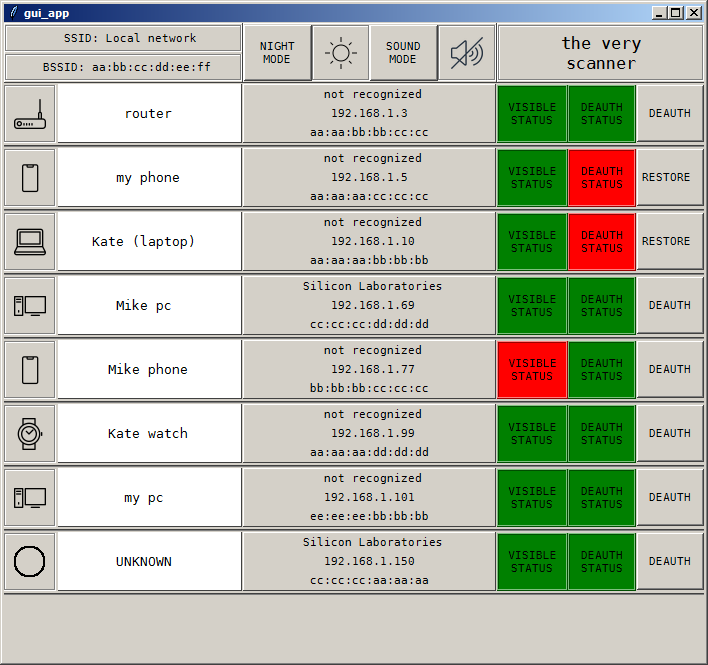 gui_app
SSID: Local network
BSSID: aa:bb:cc:dd:ee:ff
NIGHT
MODE
SOUND
MODE
the very
scanner
router
not recognized
192.168.1.3
aa:aa:bb:bb:cc:cc
VISIBLE
STATUS
DEAUTH
STATUS
DEAUTH
my phone
not recognized
192.168.1.5
aa:aa:aa:cc:cc:cc
VISIBLE
STATUS
DEAUTH
STATUS
RESTORE
Kate (laptop)
not recognized
192.168.1.10
aa:aa:aa:bb:bb:bb
VISIBLE
STATUS
DEAUTH
STATUS
RESTORE
Mike pc
Silicon Laboratories
192.168.1.69
cc:cc:cc:dd:dd:dd
VISIBLE
STATUS
DEAUTH
STATUS
DEAUTH
Mike phone
not recognized
192.168.1.77
bb:bb:bb:cc:cc:cc
VISIBLE
STATUS
DEAUTH
STATUS
DEAUTH
Kate watch
not recognized
192.168.1.99
aa:aa:aa:dd:dd:dd
VISIBLE
STATUS
DEAUTH
STATUS
DEAUTH
my pc
not recognized
192.168.1.101
ee:ee:ee:bb:bb:bb
VISIBLE
STATUS
DEAUTH
STATUS
DEAUTH
UNKNOWN
Silicon Laboratories
192.168.1.150
cc:cc:cc:aa:aa:aa
VISIBLE
STATUS
DEAUTH
STATUS
DEAUTH